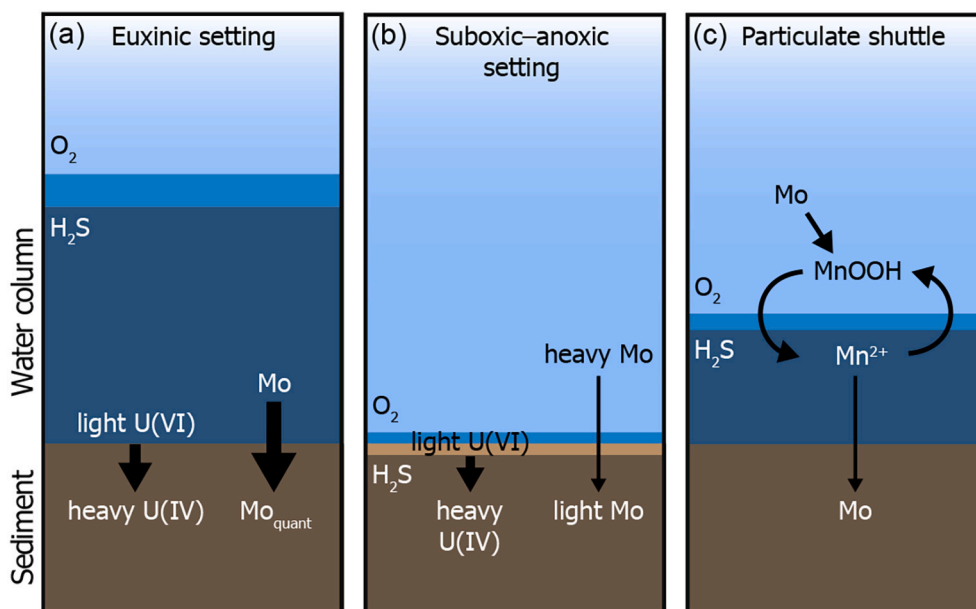 (a) Euxinic setting
O₂
H₂S
Mo
light U(VI)
heavy U(IV)
Mo_quant
(b) Suboxic–anoxic
setting
heavy Mo
O₂
light U(VI)
H₂S
heavy
U(IV)
light Mo
(c) Particulate shuttle
Mo
MnOOH
O₂
H₂S
Mn²⁺
Mo
Water column
Sediment